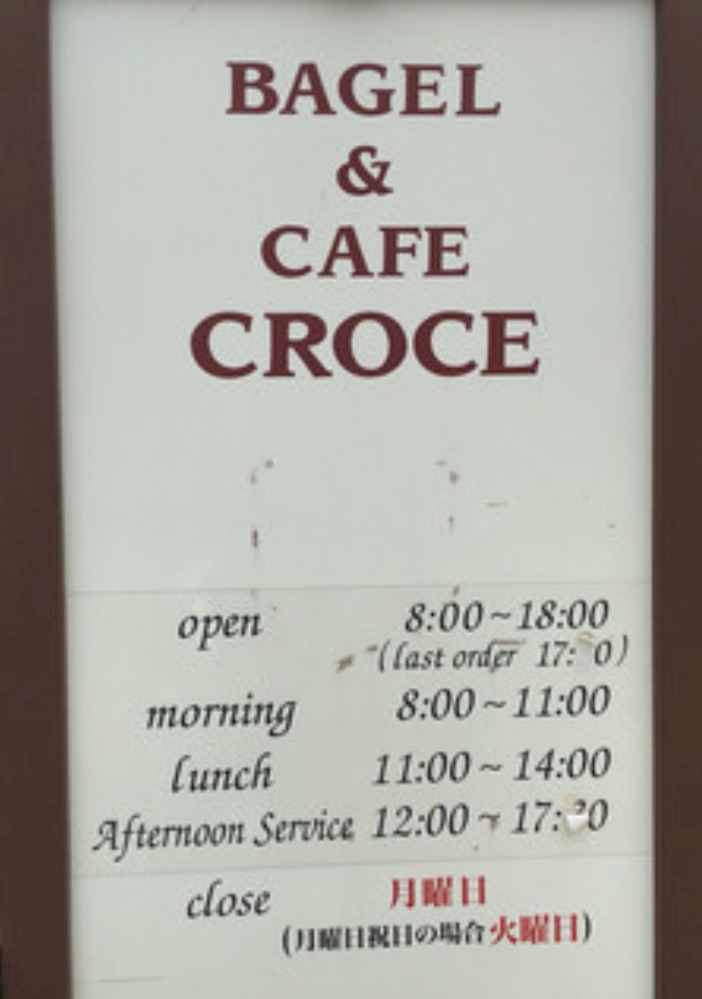 BAGEL
&
CAFE
CROCE
open 8:00~18:00
(last order
morning 8:00~11:00
lunch 11:00~14:00
Afternoon Service 12:00~
close 月曜日
(月曜日祝日の場合火曜日)